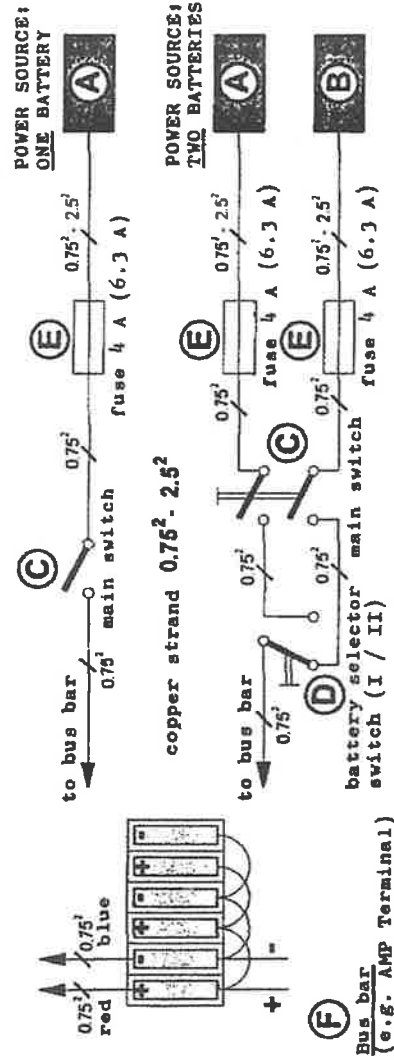 POWER SOURCE:
ONE BATTERY
A
0.75² - 2.5²
E
fuse 4 A (6.3 A)
0.75²
C
main switch
0.75²
to bus bar
copper strand 0,75² - 2.5²
POWER SOURCE:
TWO BATTERIES
A
0.75² - 2.5²
E
fuse 4 A (6.3 A)
0.75²
B
0.75² - 2.5²
E
fuse 4 A (6.3 A)
0.75²
C
main switch
0.75²
0.75²
D
battery selector
switch (I / II)
to bus bar
0.75²
+ - + - + -
0.75²
red
0.75²
blue
+
-
F
Bus bar
(e.g. AMP Terminal)